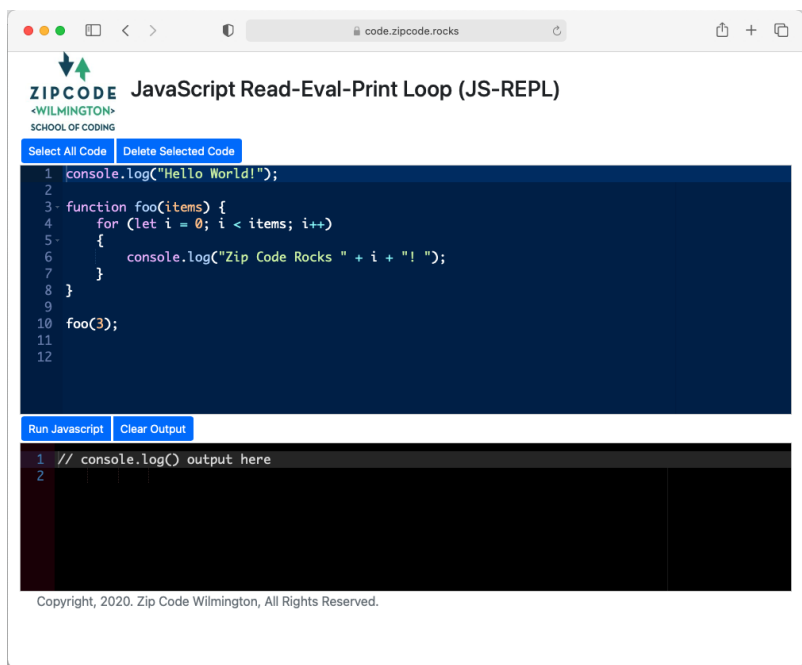 code.zipcode.rocks
ZIPCODE
<WILMINGTON>
SCHOOL OF CODING
JavaScript Read-Eval-Print Loop (JS-REPL)
Select All Code Delete Selected Code
1 console.log("Hello World!");
2
3 function foo(items) {
4 for (let i = 0; i < items; i++)
5 {
6 console.log("Zip Code Rocks " + i + "! ");
7 }
8 }
9
10 foo(3);
11
12
Run Javascript Clear Output
1 // console.log() output here
2
Copyright, 2020. Zip Code Wilmington, All Rights Reserved.